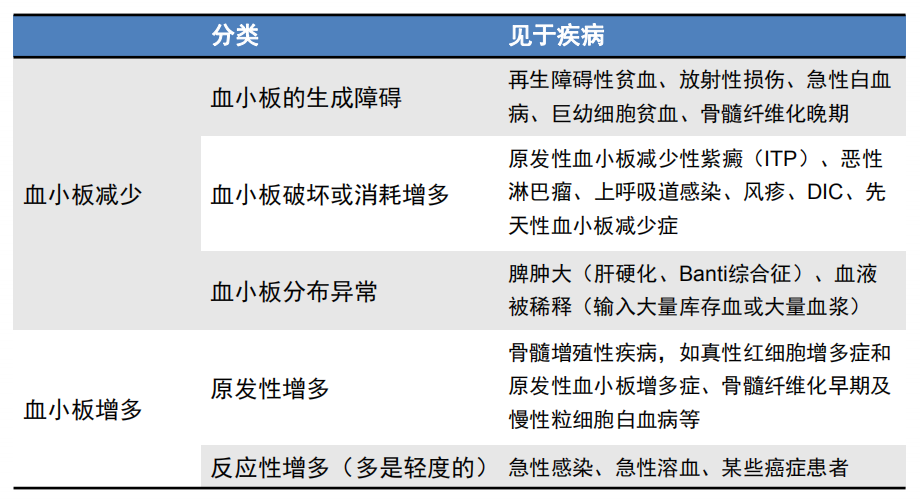 分类 见于疾病
血小板减少
血小板的生成障碍
再生障碍性贫血、放射性损伤、急性白血
病、巨幼细胞贫血、骨髓纤维化晚期
血小板破坏或消耗增多
原发性血小板减少性紫癜（ITP）、恶性
淋巴瘤、上呼吸道感染、风疹、DIC、先
天性血小板减少症
血小板分布异常
脾肿大（肝硬化、Banti综合征）、血液
被稀释（输入大量库存血或大量血浆）
血小板增多
原发性增多
骨髓增殖性疾病，如真性红细胞增多症和
原发性血小板增多症、骨髓纤维化早期及
慢性粒细胞白血病等
反应性增多（多是轻度的）
急性感染、急性溶血、某些癌症患者